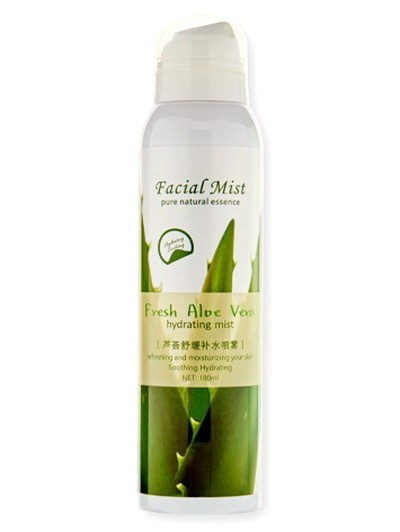 Facial Mist
pure natural essence
Hydrating
Fresh Aloe Vera
hydrating mist
[ 芦荟舒缓补水喷雾 ]
refreshing and moisturizing your skin
Soothing Hydrating
NET: 180ml